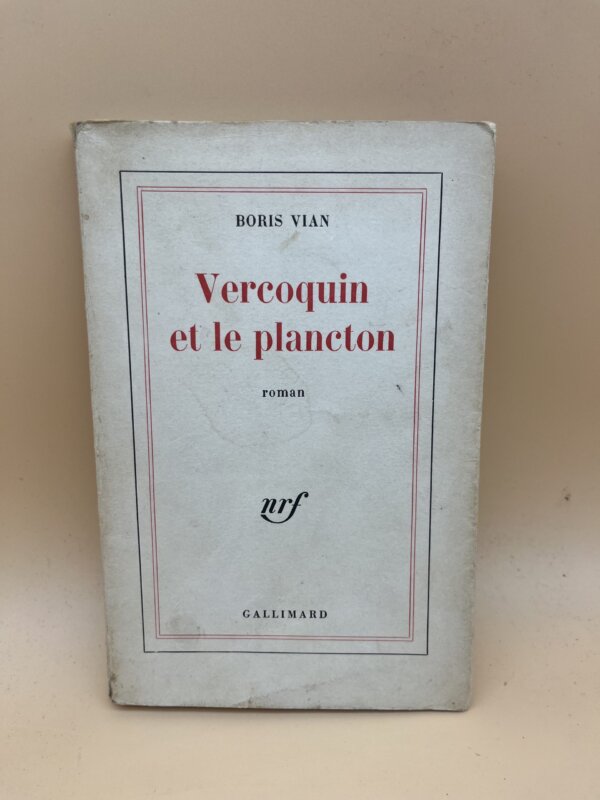 BORIS VIAN
Vercoquin
et le plancton
roman
nrf
GALLIMARD